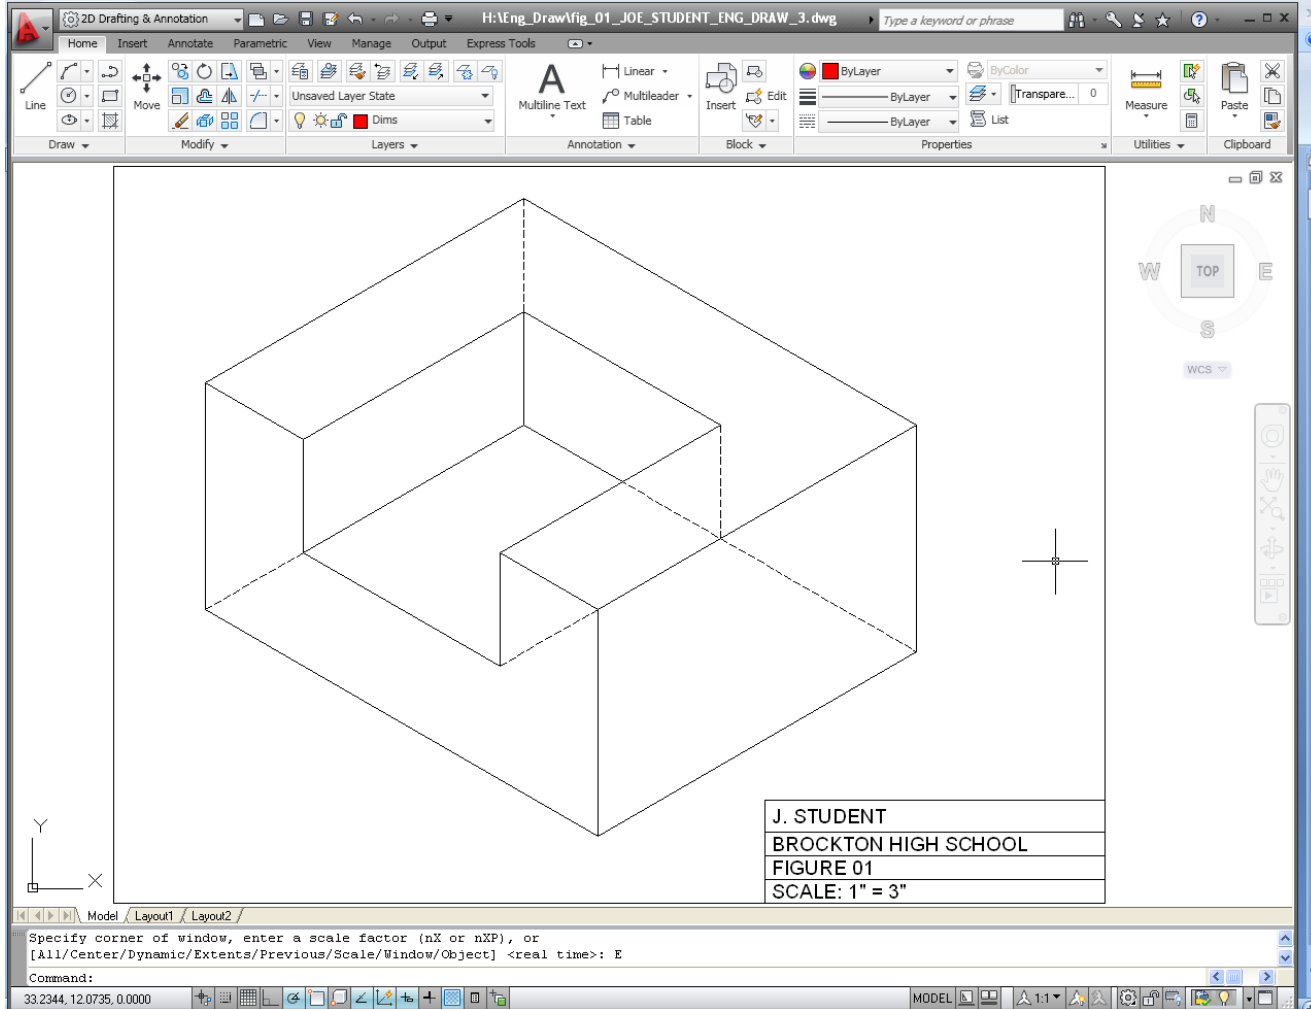 2D Drafting & Annotation
H:\Eng_Draw\fig_01_JOE_STUDENT_ENG_DRAW_3.dwg
Type a keyword or phrase
Home Insert Annotate Parametric View Manage Output Express Tools
Line
Move
Unsaved Layer State
Dims
A
Multiline Text
Linear
Multileader
Table
Insert
Edit
ByLayer
ByLayer
ByLayer
ByColor
Transpare... 0
List
Measure
Paste
Draw Modify Layers Annotation Block Properties Utilities Clipboard
N
W TOP E
S
WCS
J. STUDENT
BROCKTON HIGH SCHOOL
FIGURE 01
SCALE: 1" = 3"
Y
X
Model Layout1 Layout2
Specify corner of window, enter a scale factor (nX or nXP), or
[All/Center/Dynamic/Extents/Previous/Scale/Window/Object] <real time>: E
Command:
33.2344, 12.0735, 0.0000
MODEL
1:1